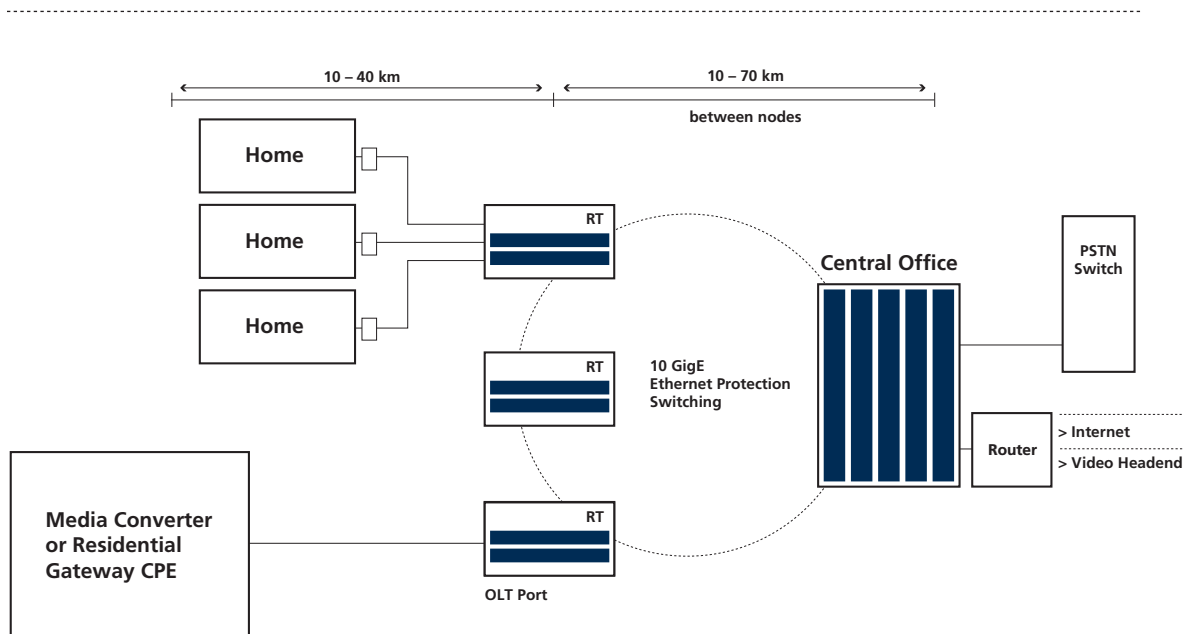 10 – 40 km
10 – 70 km
between nodes
Home
Home
Home
RT
RT
RT
10 GigE
Ethernet Protection
Switching
Central Office
PSTN
Switch
Router
> Internet
> Video Headend
Media Converter
or Residential
Gateway CPE
OLT Port